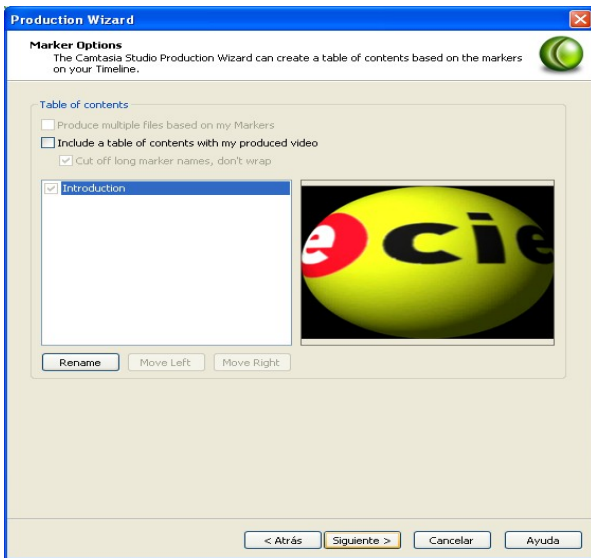 Production Wizard
Marker Options
The Camtasia Studio Production Wizard can create a table of contents based on the markers
on your Timeline.
Table of contents
Produce multiple files based on my Markers
Include a table of contents with my produced video
Cut off long marker names, don't wrap
Introduction
e cie
Rename Move Left Move Right
< Atrás Siguiente > Cancelar Ayuda